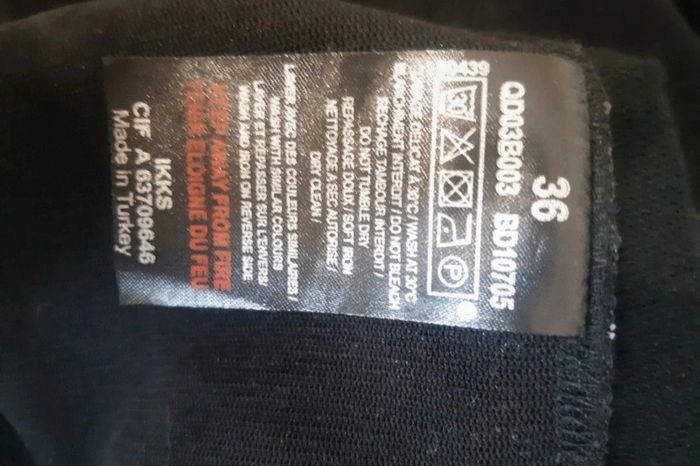 36
QD03B003 BD10705
LAVAGE DELICAT A 30°C / WASH AT 30°C
BLANCHIMENT INTERDIT / DO NOT BLEACH
SECHAGE TAMBOUR INTERDIT /
DO NOT TUMBLE DRY
REPASSAGE DOUX / SOFT IRON
NETTOYAGE A SEC AUTORISE /
DRY CLEAN /
LAVER AVEC DES COULEURS SIMILAIRES /
WASH WITH SIMILAR COLOURS
LAVER ET REPASSER SUR L'ENVERS/
WASH AND IRON ON REVERSE SIDE
KEEP AWAY FROM FIRE
TENIR ELOIGNE DU FEU
IKKS
CIF A 63709646
Made in Turkey